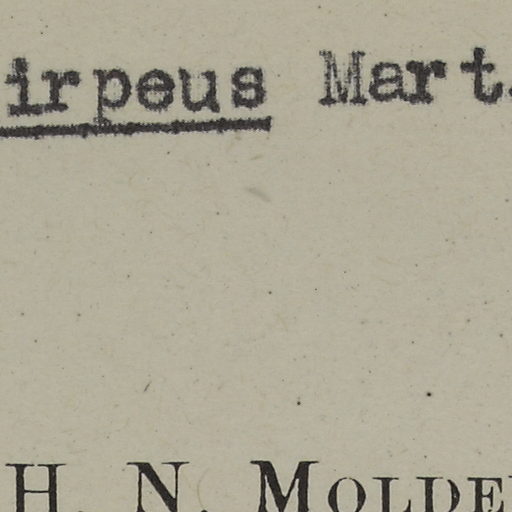 irpeus Mart.
H. N. MOLDE